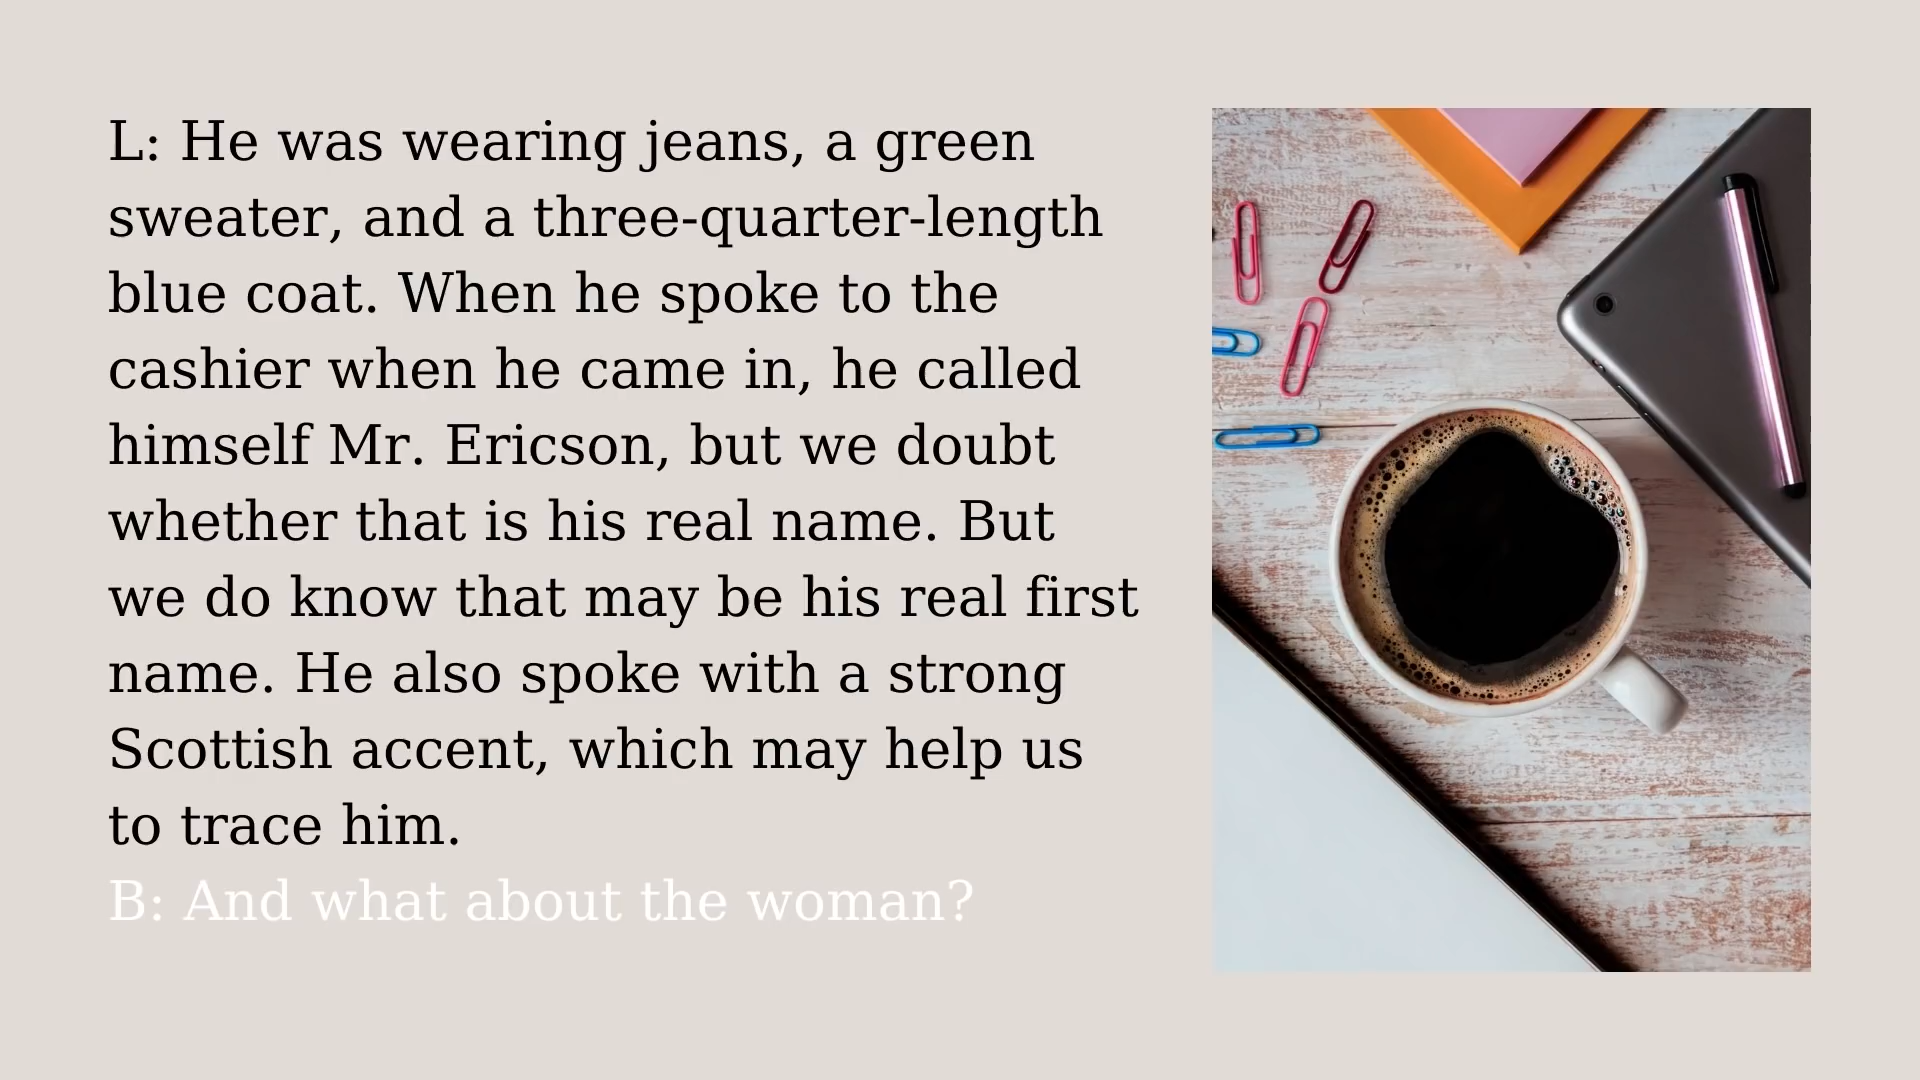 L: He was wearing jeans, a green
sweater, and a three-quarter-length
blue coat. When he spoke to the
cashier when he came in, he called
himself Mr. Ericson, but we doubt
whether that is his real name. But
we do know that may be his real first
name. He also spoke with a strong
Scottish accent, which may help us
to trace him.
B: And what about the woman?